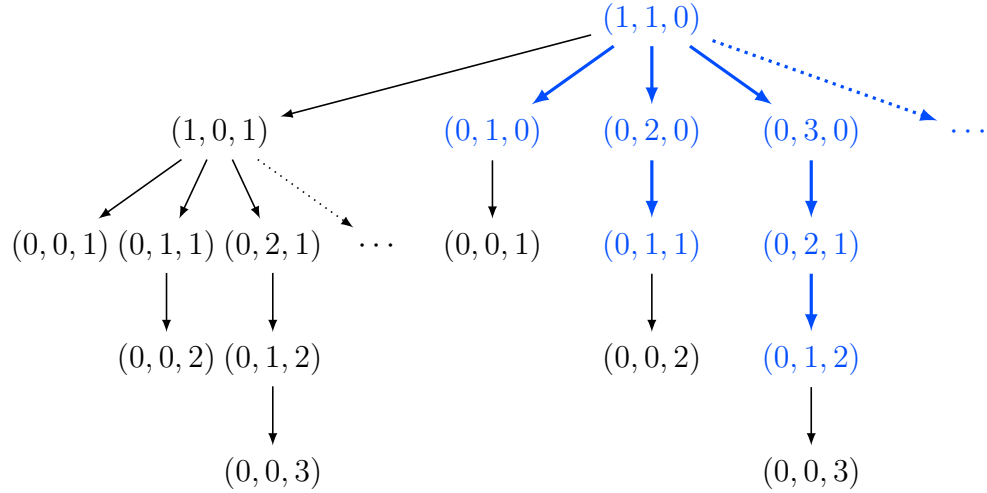 (1, 1, 0)
(1, 0, 1) (0, 1, 0) (0, 2, 0) (0, 3, 0) ⋯
(0, 0, 1) (0, 1, 1) (0, 2, 1) ⋯ (0, 0, 1) (0, 1, 1) (0, 2, 1)
(0, 0, 2) (0, 1, 2) (0, 0, 2) (0, 1, 2)
(0, 0, 3) (0, 0, 3)